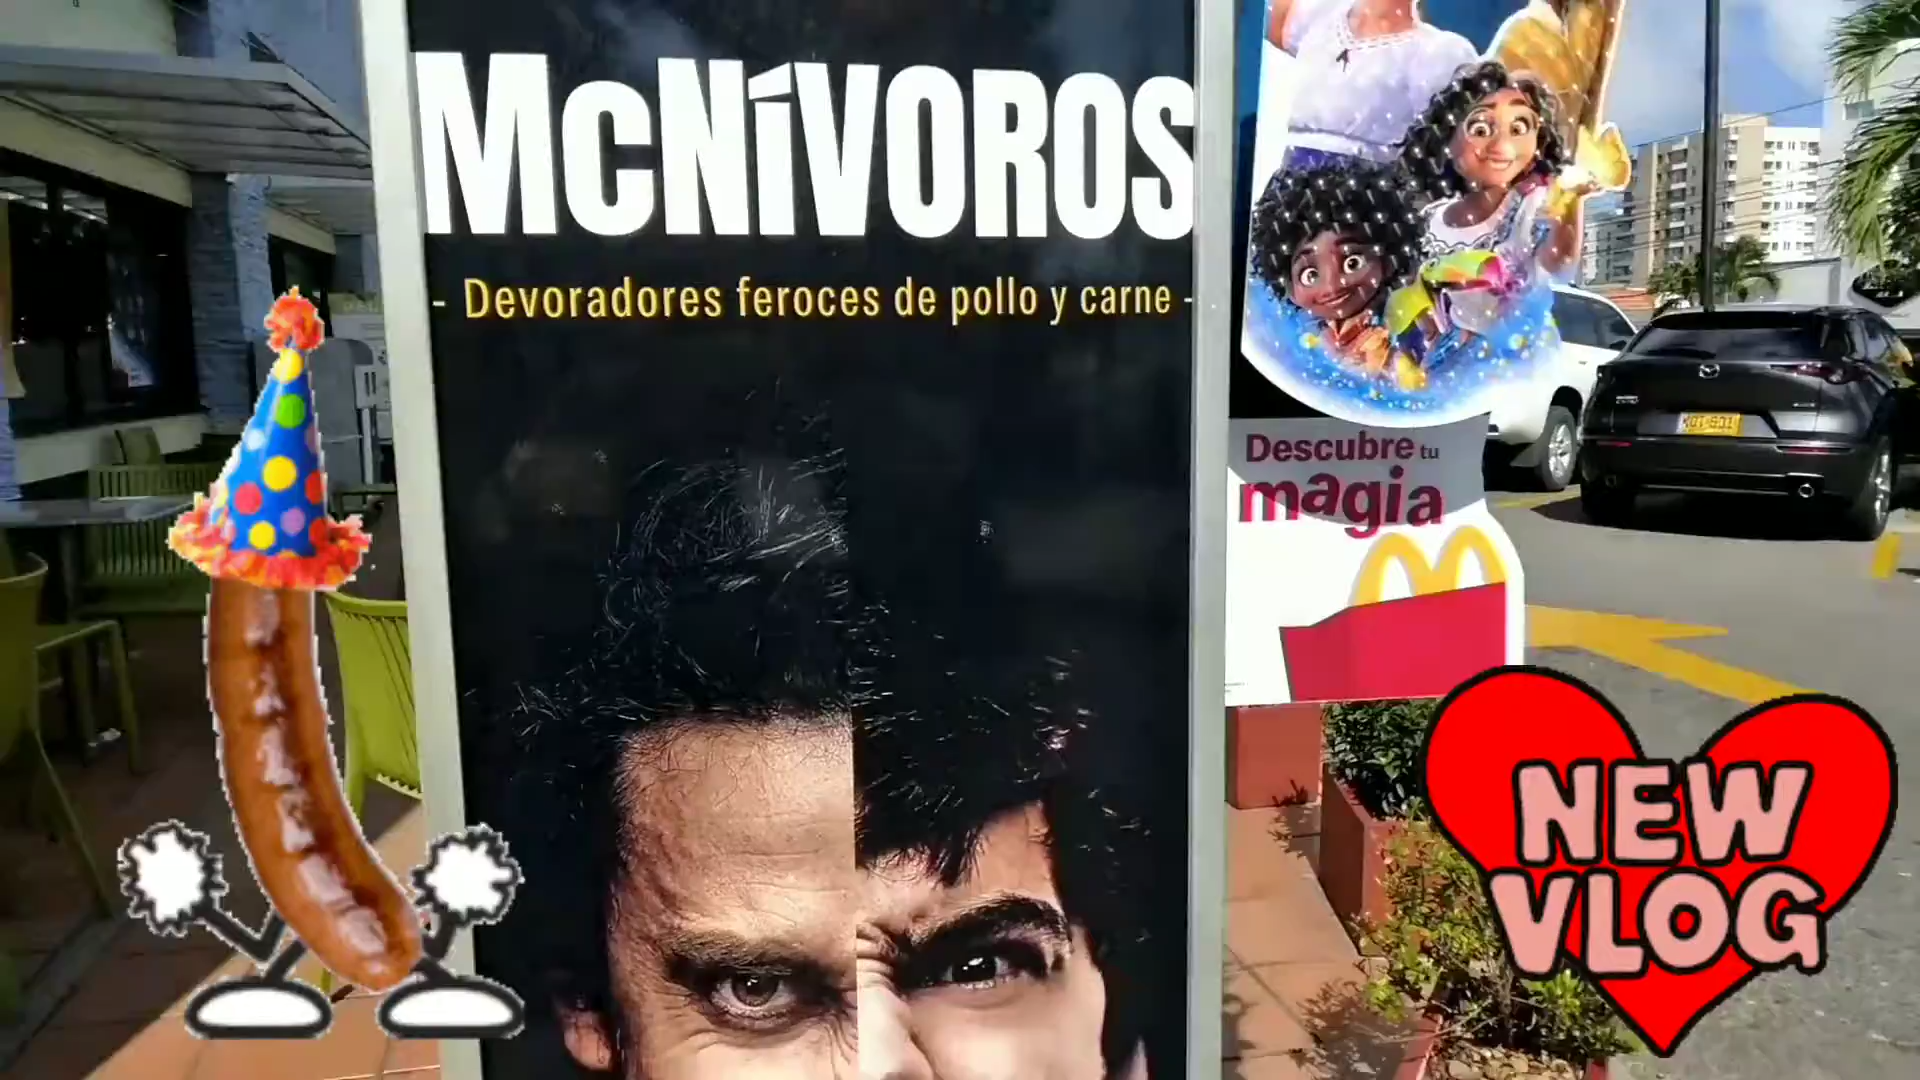 McNíVOROS
- Devoradores feroces de pollo y carne -
Descubre tu
magia
NEW
VLOG